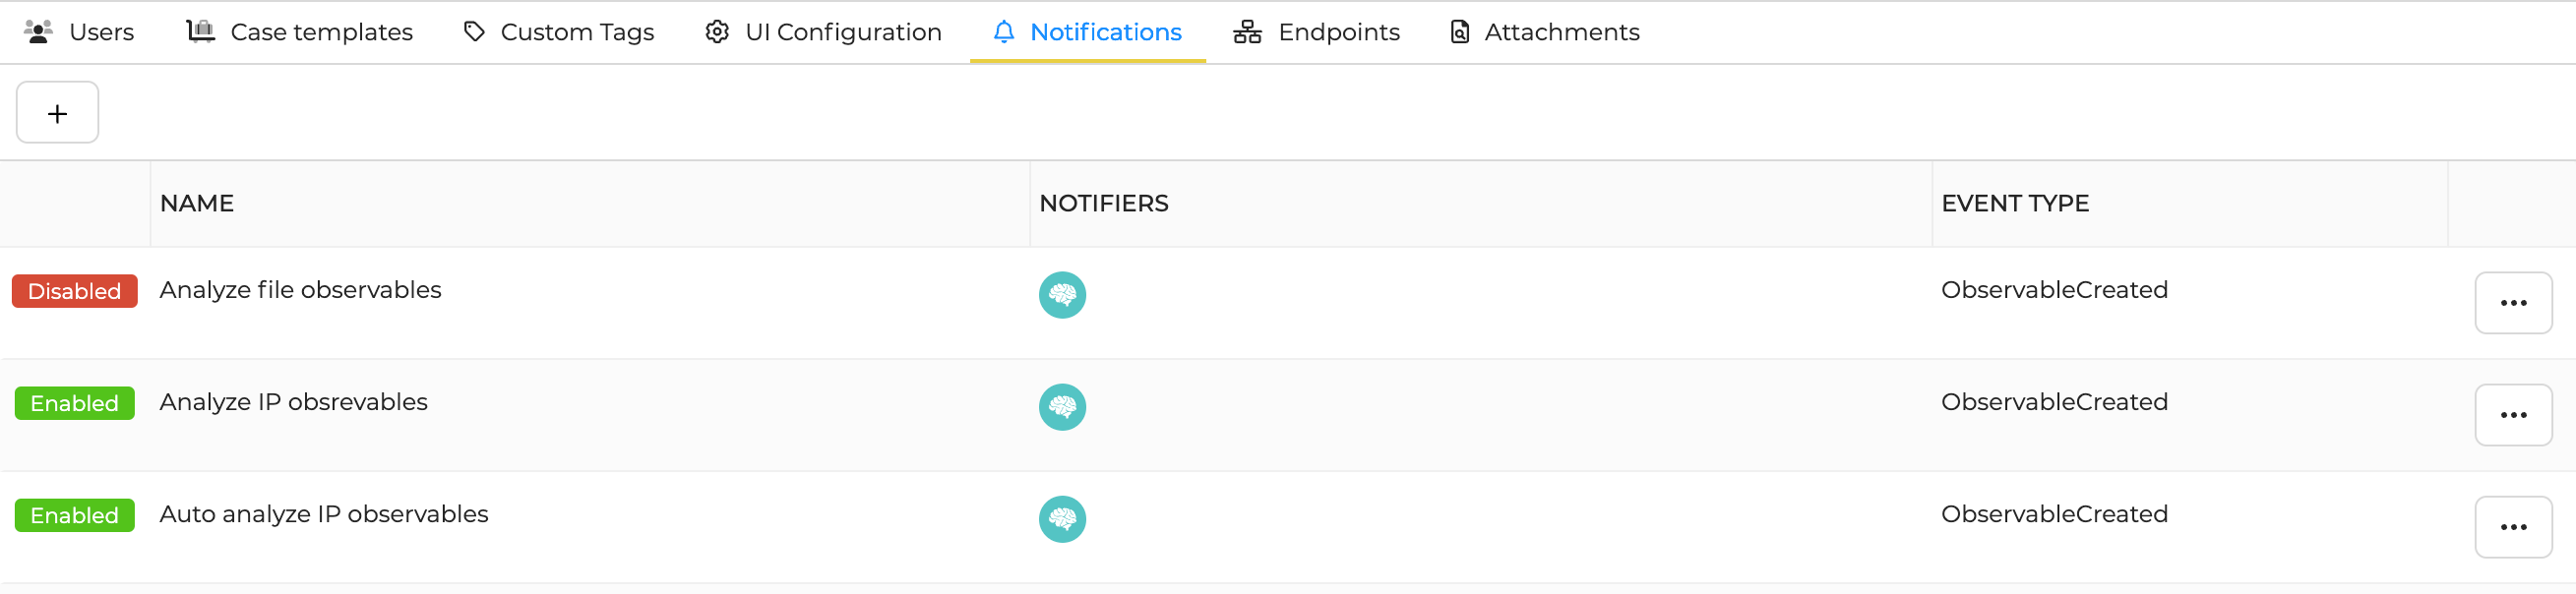 Users Case templates Custom Tags UI Configuration Notifications Endpoints Attachments
+
NAME NOTIFIERS EVENT TYPE
Disabled Analyze file observables ObservableCreated
Enabled Analyze IP obsrevables ObservableCreated
Enabled Auto analyze IP observables ObservableCreated